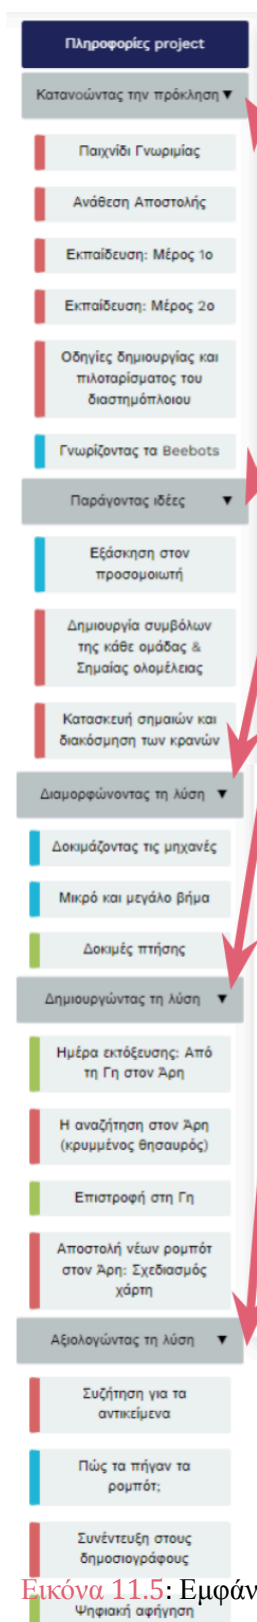 Πληροφορίες project
Κατανοώντας την πρόκληση ▼
Παιχνίδι Γνωριμίας
Ανάθεση Αποστολής
Εκπαίδευση: Μέρος 1ο
Εκπαίδευση: Μέρος 2ο
Οδηγίες δημιουργίας και
πιλοταρίσματος του
διαστημόπλοιου
Γνωρίζοντας τα Beebots
Παράγοντας ιδέες ▼
Εξάσκηση στον
προσομοιωτή
Δημιουργία συμβόλων
της κάθε ομάδας &
Σημαίας ολομέλειας
Κατασκευή σημαιών και
διακόσμηση των κρανών
Διαμορφώνοντας τη λύση ▼
Δοκιμάζοντας τις μηχανές
Μικρό και μεγάλο βήμα
Δοκιμές πτήσης
Δημιουργώντας τη λύση ▼
Ημέρα εκτόξευσης: Από
τη Γη στον Άρη
Η αναζήτηση στον Άρη
(κρυμμένος θησαυρός)
Επιστροφή στη Γη
Αποστολή νέων ρομπότ
στον Άρη: Σχεδιασμός
χάρτη
Αξιολογώντας τη λύση ▼
Συζήτηση για τα
αντικείμενα
Πώς τα πήγαν τα
ρομπότ;
Συνέντευξη στους
δημοσιογράφους
Εικόνα 11.5: Εμφάν
Ψηφιακή αφήγηση